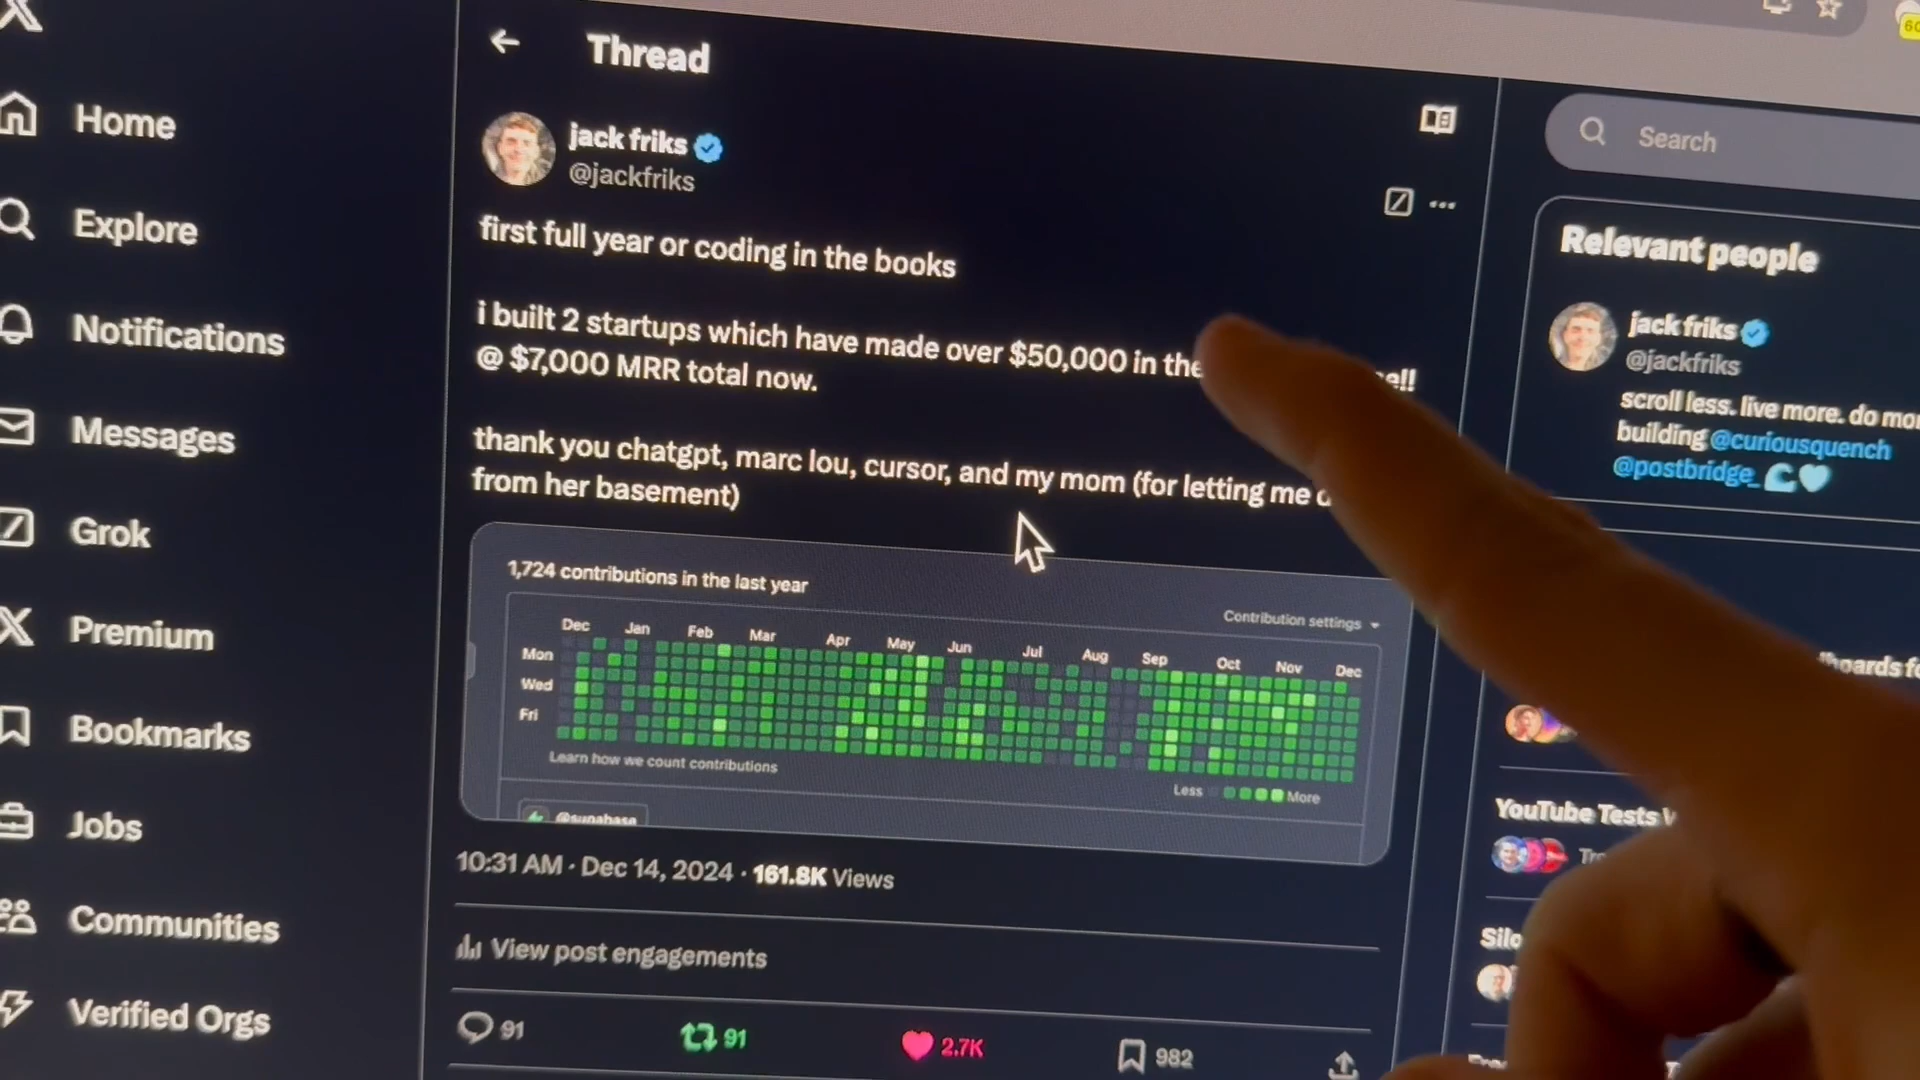 60
Thread
Home
Explore
Notifications
Messages
Grok
Premium
Bookmarks
Jobs
Communities
Verified Orgs
jack friks
@jackfriks
first full year or coding in the books
i built 2 startups which have made over $50,000 in the
@ $7,000 MRR total now.
thank you chatgpt, marc lou, cursor, and my mom (for letting me
from her basement)
1,724 contributions in the last year
Contribution settings
Dec Jan Feb Mar Apr May Jun Jul Aug Sep Oct Nov Dec
Mon
Wed
Fri
Learn how we count contributions
Less More
@supabase
10:31 AM · Dec 14, 2024 · 161.8K Views
View post engagements
91 91 2.7K 982
Search
Relevant people
jack friks
@jackfriks
scroll less. live more. do
building @curiousquench
@postbridge_
YouTube Tests